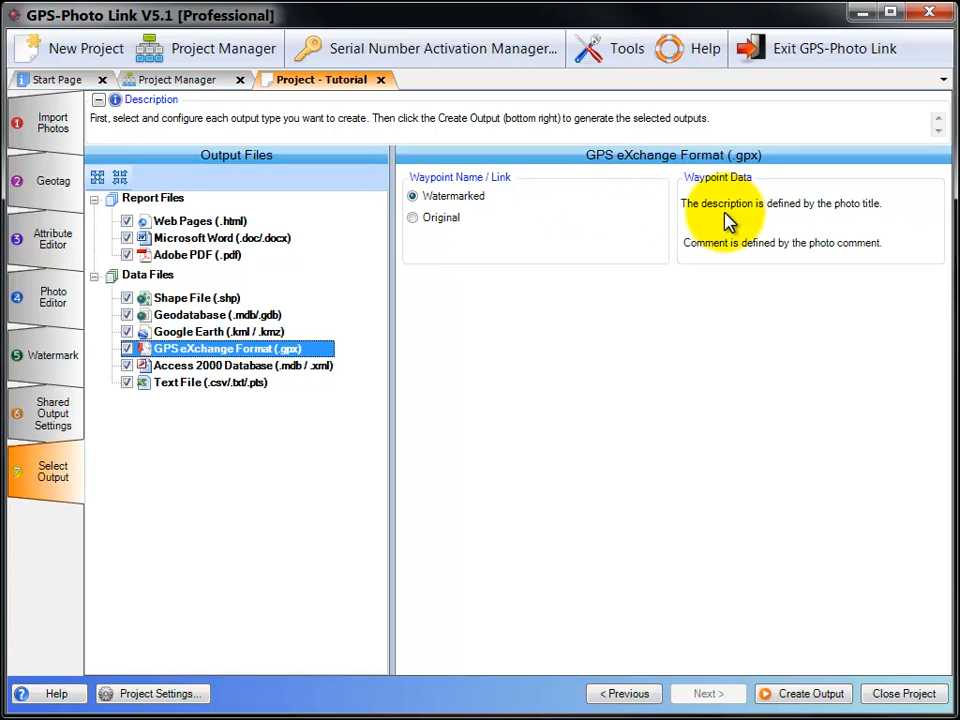 GPS-Photo Link V5.1 [Professional]
New Project
Project Manager
Serial Number Activation Manager...
Tools
Help
Exit GPS-Photo Link
Start Page
Project Manager
Project - Tutorial
Description
First, select and configure each output type you want to create. Then click the Create Output (bottom right) to generate the selected outputs.
1 Import
Photos
2 Geotag
3 Attribute
Editor
4 Photo
Editor
5 Watermark
6 Shared
Output
Settings
7 Select
Output
Output Files
Report Files
Web Pages (.html)
Microsoft Word (.doc/.docx)
Adobe PDF (.pdf)
Data Files
Shape File (.shp)
Geodatabase (.mdb/.gdb)
Google Earth (.kml / .kmz)
GPS eXchange Format (.gpx)
Access 2000 Database (.mdb / .xml)
Text File (.csv/.txt/.pts)
GPS eXchange Format (.gpx)
Waypoint Name / Link
Watermarked
Original
Waypoint Data
The description is defined by the photo title.
Comment is defined by the photo comment.
Help
Project Settings...
< Previous
Next >
Create Output
Close Project